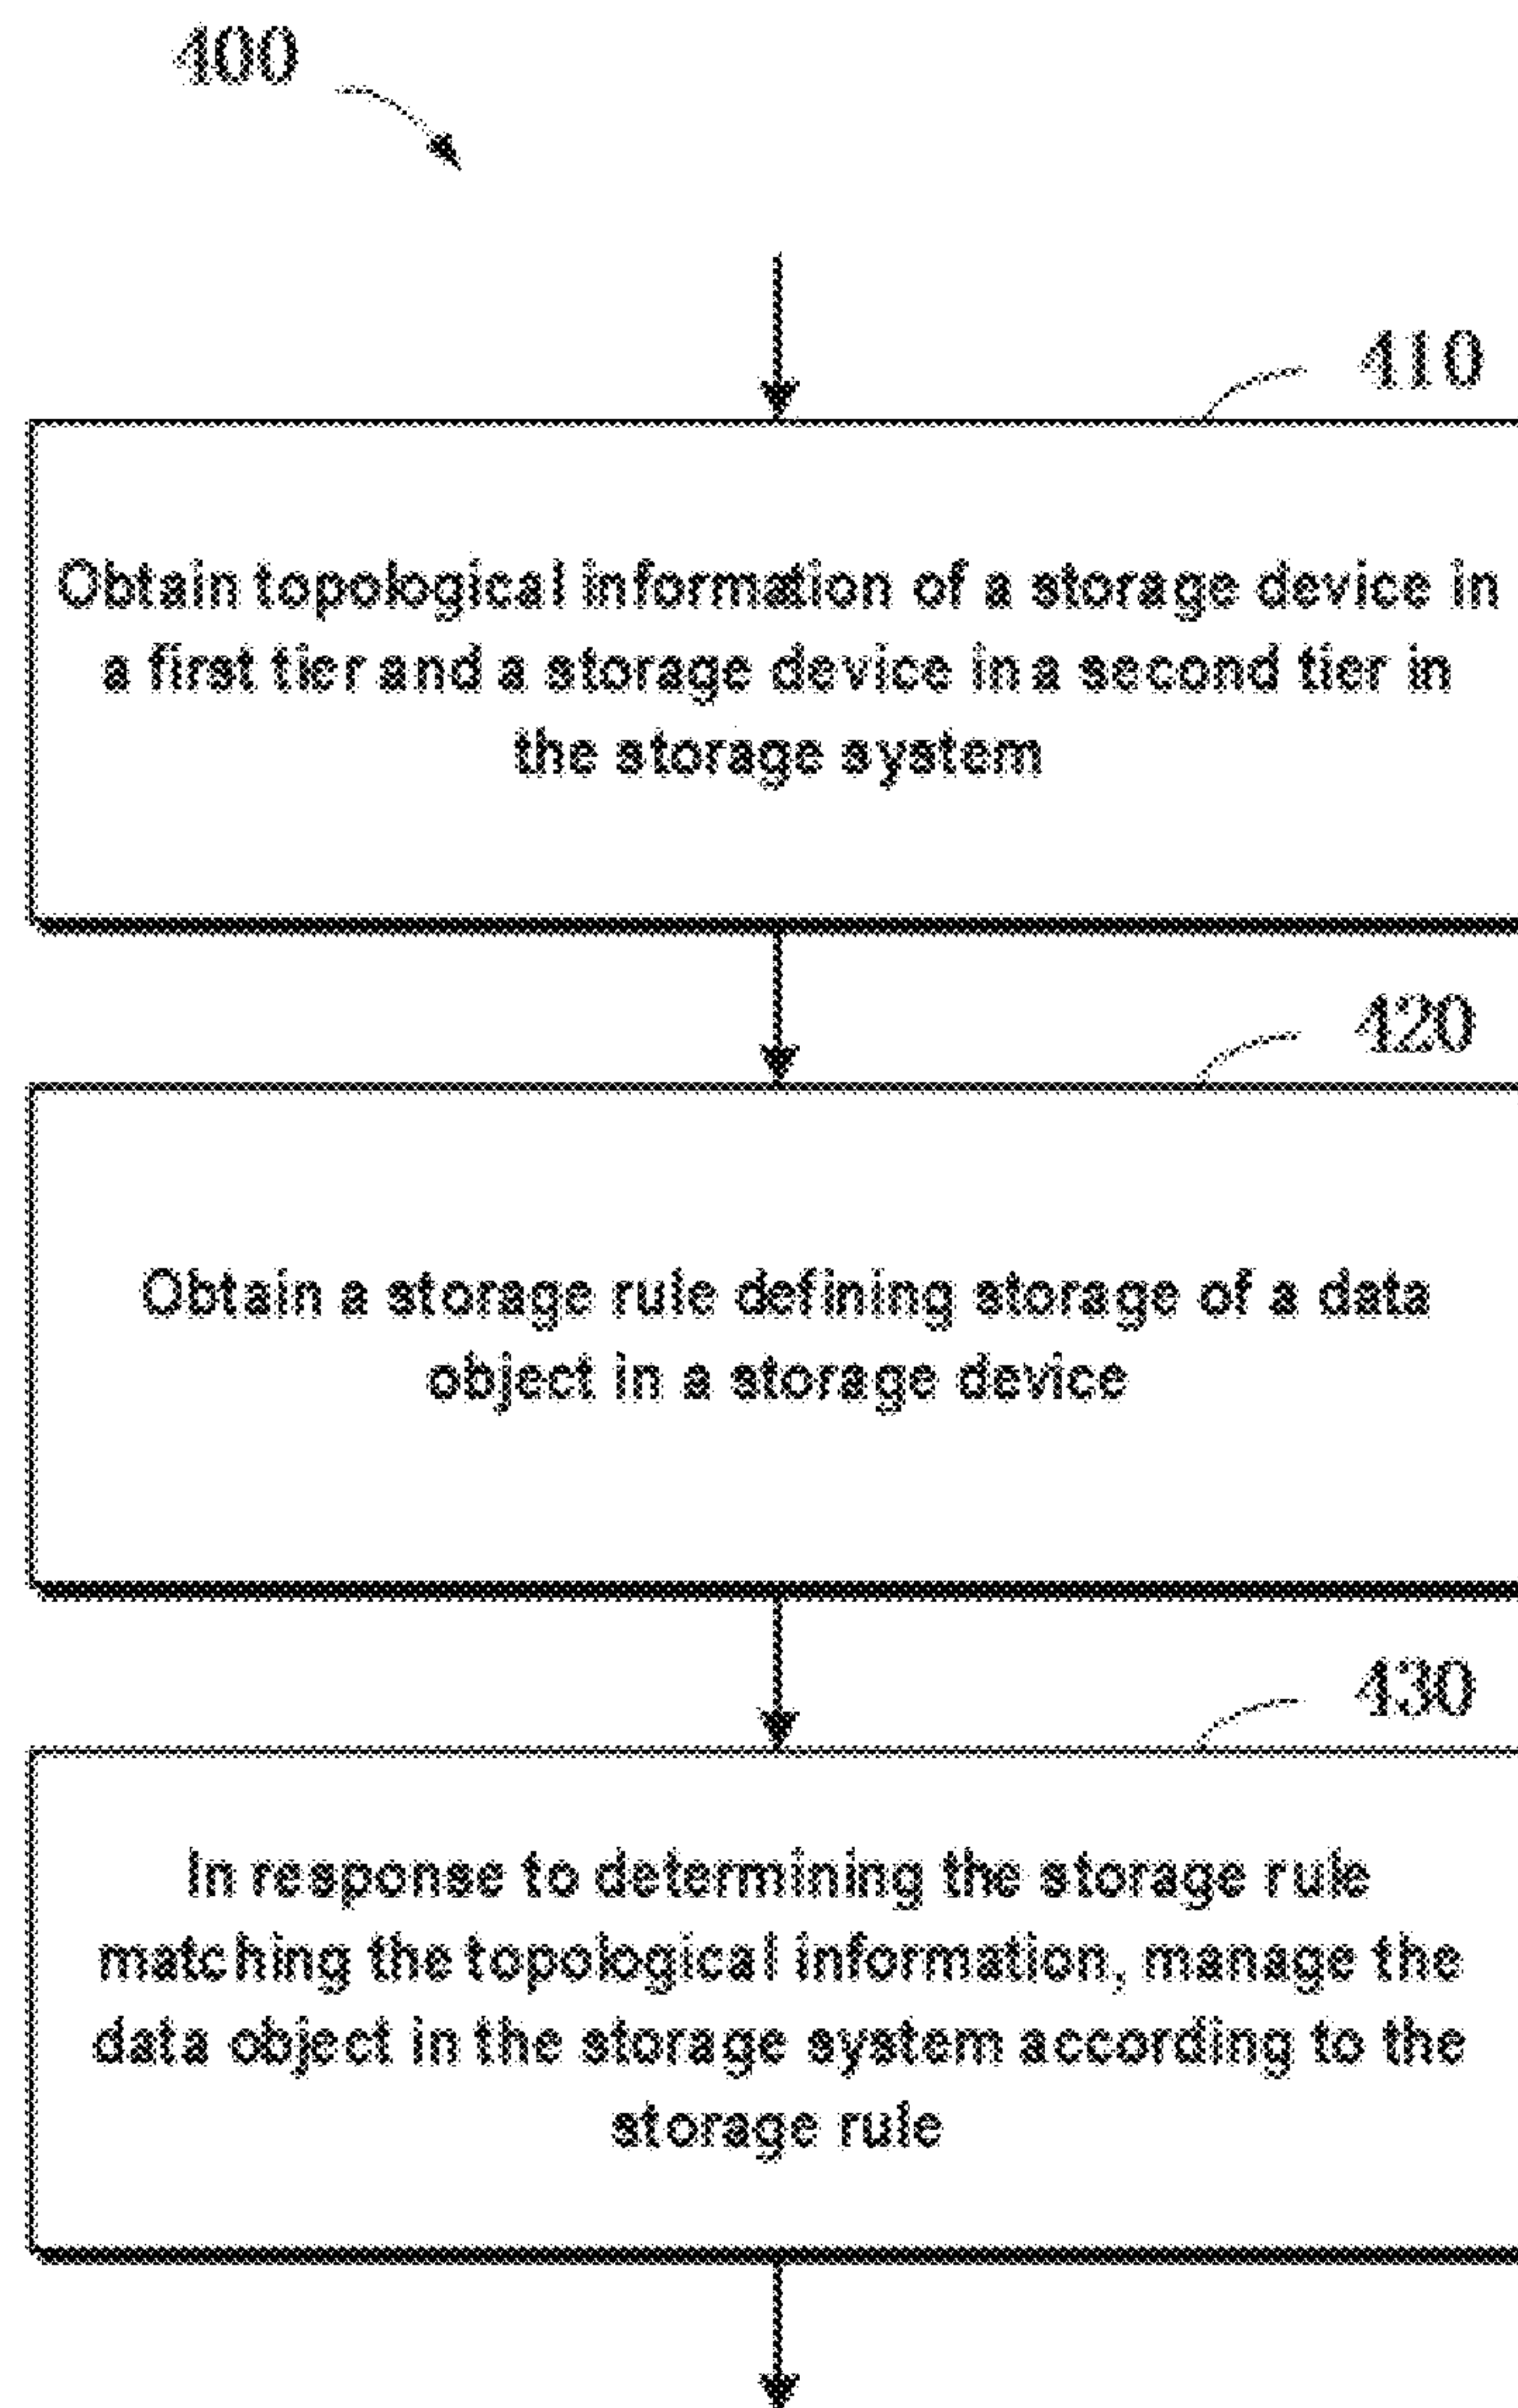 400
410
Obtain topological information of a storage device in
a first tier and a storage device in a second tier in
the storage system
420
Obtain a storage rule defining storage of a data
object in a storage device
430
In response to determining the storage rule
matching the topological information, manage the
data object in the storage system according to the
storage rule